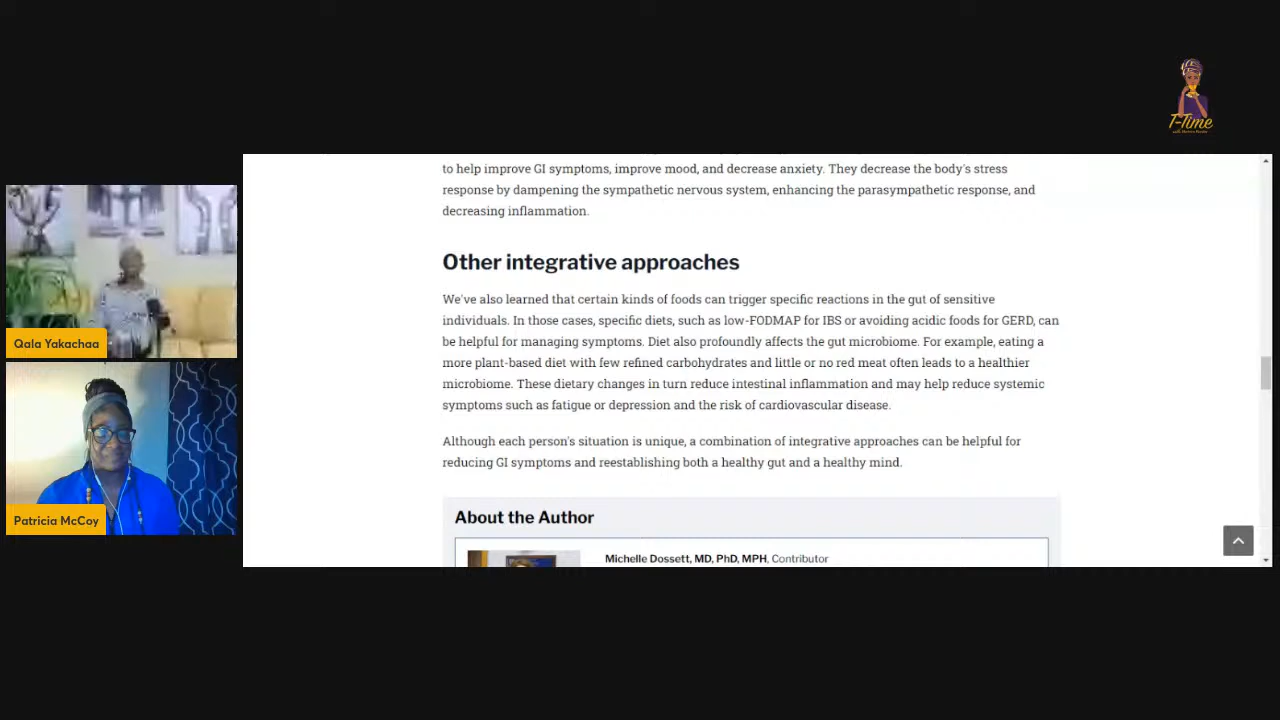 T-Time
to help improve GI symptoms, improve mood, and decrease anxiety. They decrease the body's stress
response by dampening the sympathetic nervous system, enhancing the parasympathetic response, and
decreasing inflammation.
Other integrative approaches
We've also learned that certain kinds of foods can trigger specific reactions in the gut of sensitive
individuals. In those cases, specific diets, such as low-FODMAP for IBS or avoiding acidic foods for GERD, can
be helpful for managing symptoms. Diet also profoundly affects the gut microbiome. For example, eating a
more plant-based diet with few refined carbohydrates and little or no red meat often leads to a healthier
microbiome. These dietary changes in turn reduce intestinal inflammation and may help reduce systemic
symptoms such as fatigue or depression and the risk of cardiovascular disease.
Although each person's situation is unique, a combination of integrative approaches can be helpful for
reducing GI symptoms and reestablishing both a healthy gut and a healthy mind.
About the Author
Michelle Dossett, MD, PhD, MPH, Contributor
Qala Yakachaa
Patricia McCoy